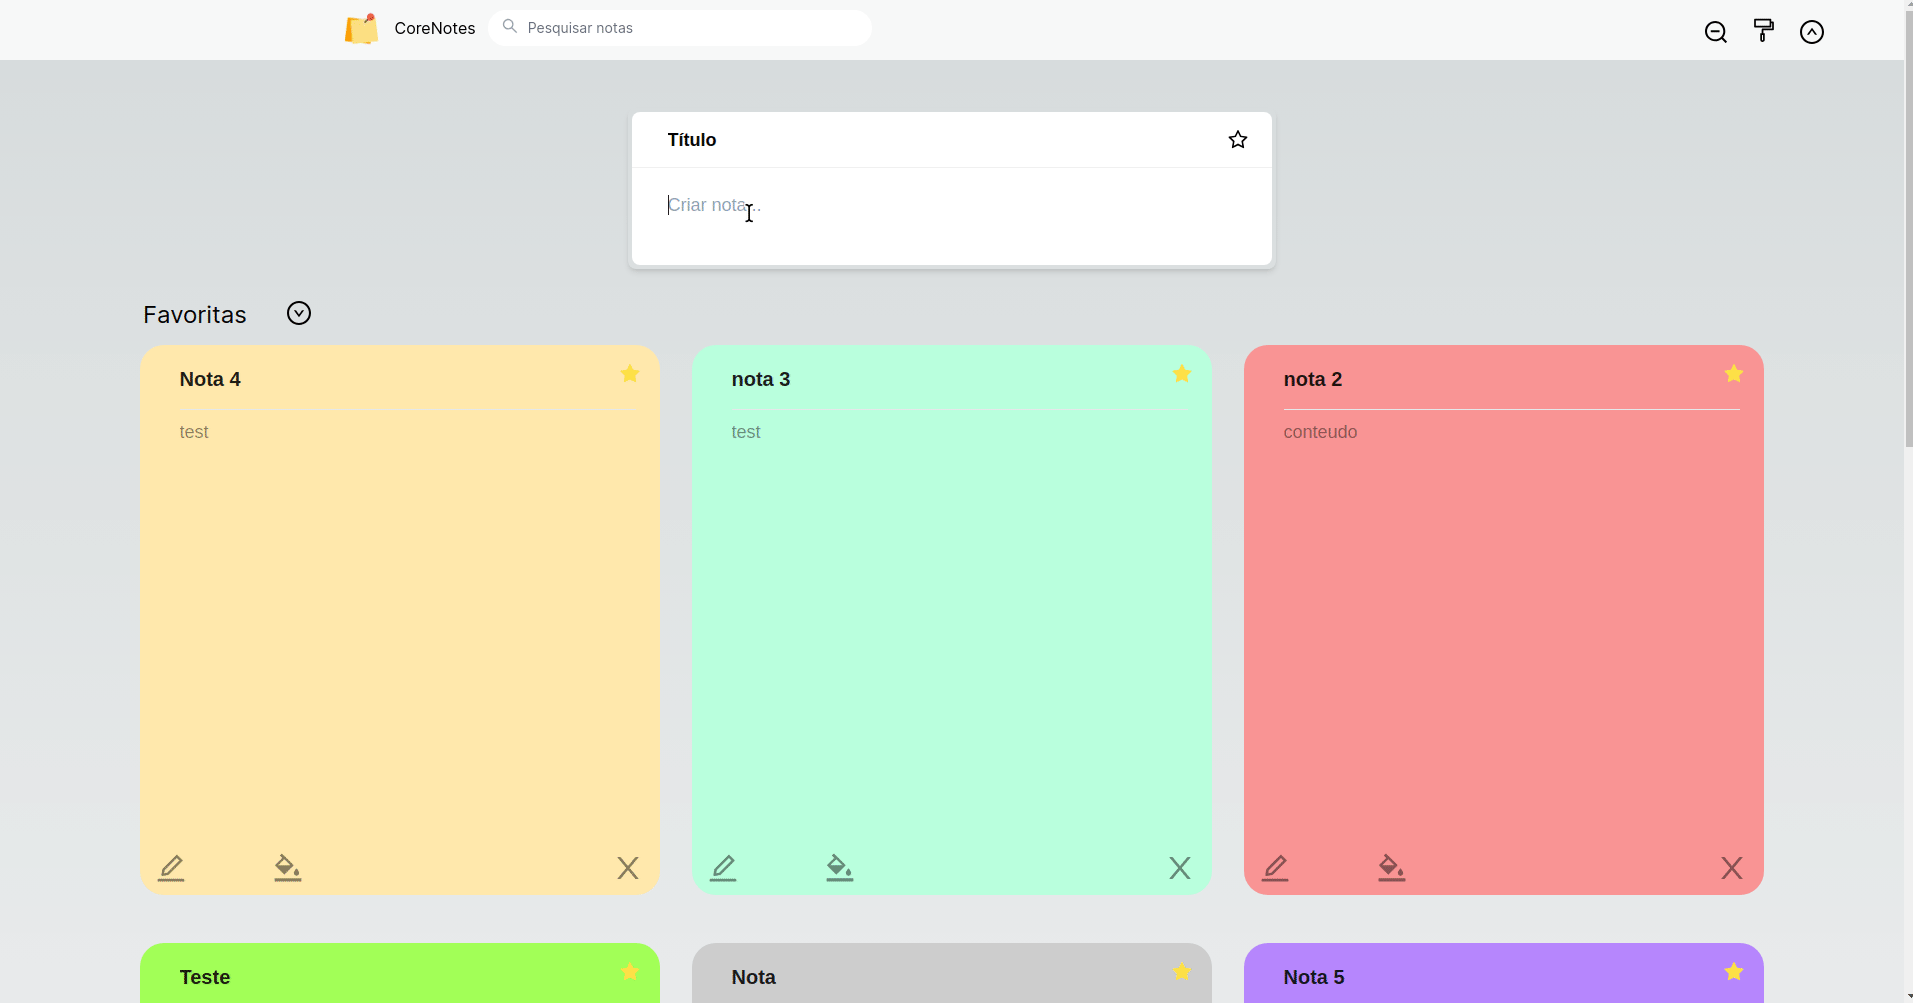 CoreNotes
Pesquisar notas
Título
Criar nota...
Favoritas
Nota 4
test
nota 3
test
nota 2
conteudo
Teste
Nota
Nota 5